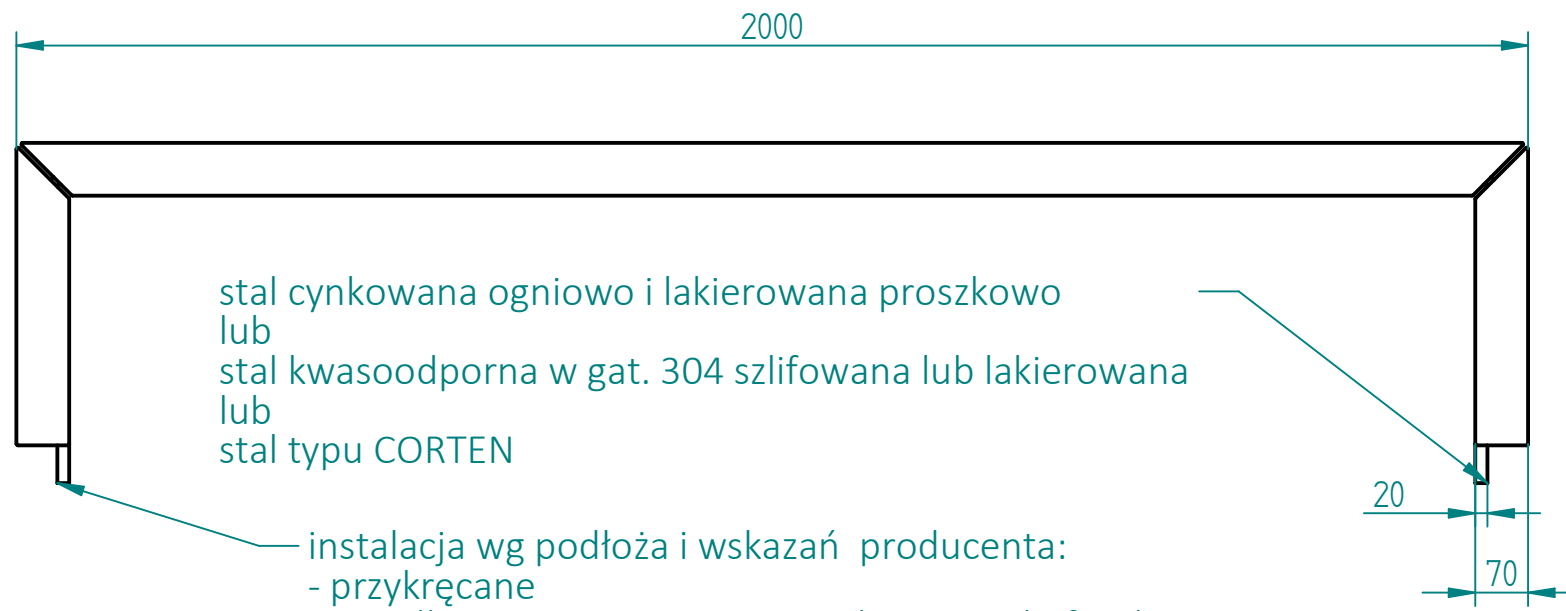 2000
stal cynkowana ogniowo i lakierowana proszkowo
lub
stal kwasoodporna w gat. 304 szlifowana lub lakierowana
lub
stal typu CORTEN
20
instalacja wg podłoża i wskazań producenta:
- przykręcane
70